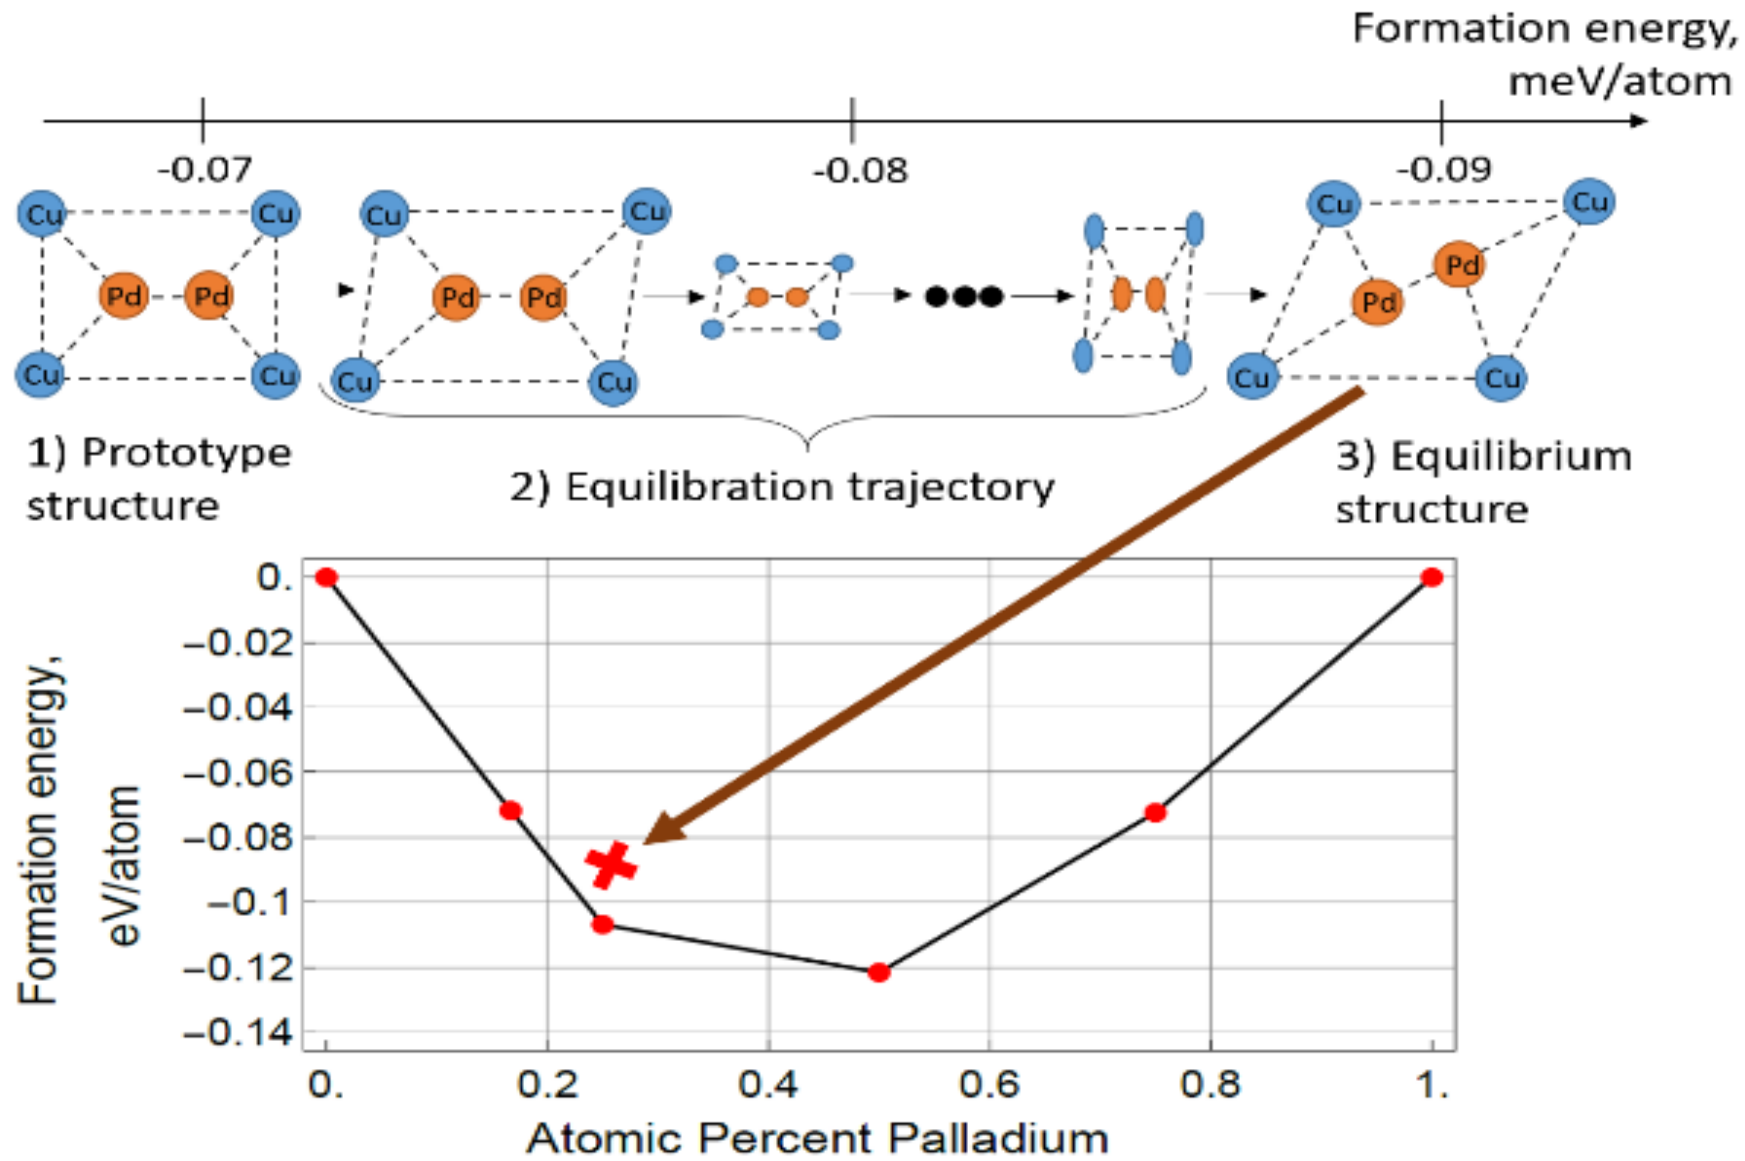 Formation energy,
meV/atom
-0.07
-0.08
-0.09
Cu Cu Cu Cu Cu Cu
Pd Pd Pd Pd Pd Pd
Cu Cu Cu Cu Cu Cu
1) Prototype
structure
2) Equilibration trajectory
3) Equilibrium
structure
Formation energy,
eV/atom
0.
−0.02
−0.04
−0.06
−0.08
−0.1
−0.12
−0.14
0. 0.2 0.4 0.6 0.8 1.
Atomic Percent Palladium